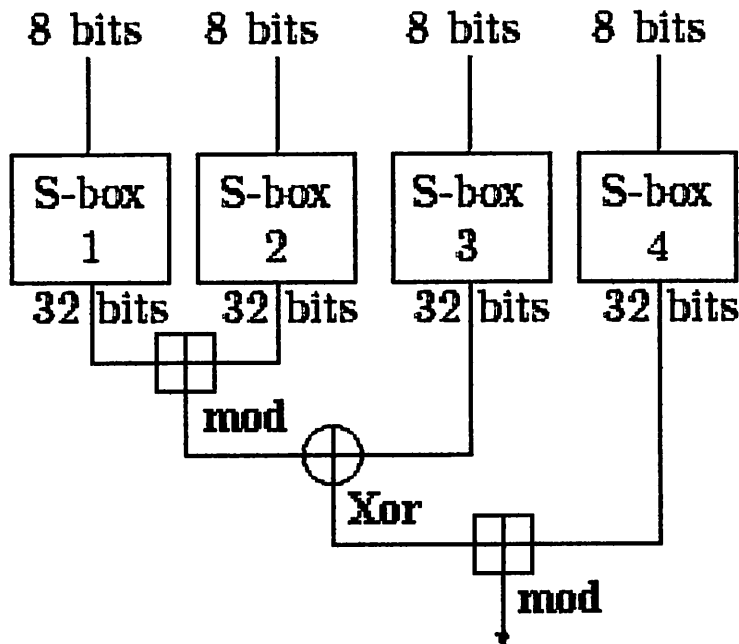 8 bits 8 bits 8 bits 8 bits
S-box S-box S-box S-box
1 2 3 4
32 bits 32 bits 32 bits 32 bits
mod
Xor
mod